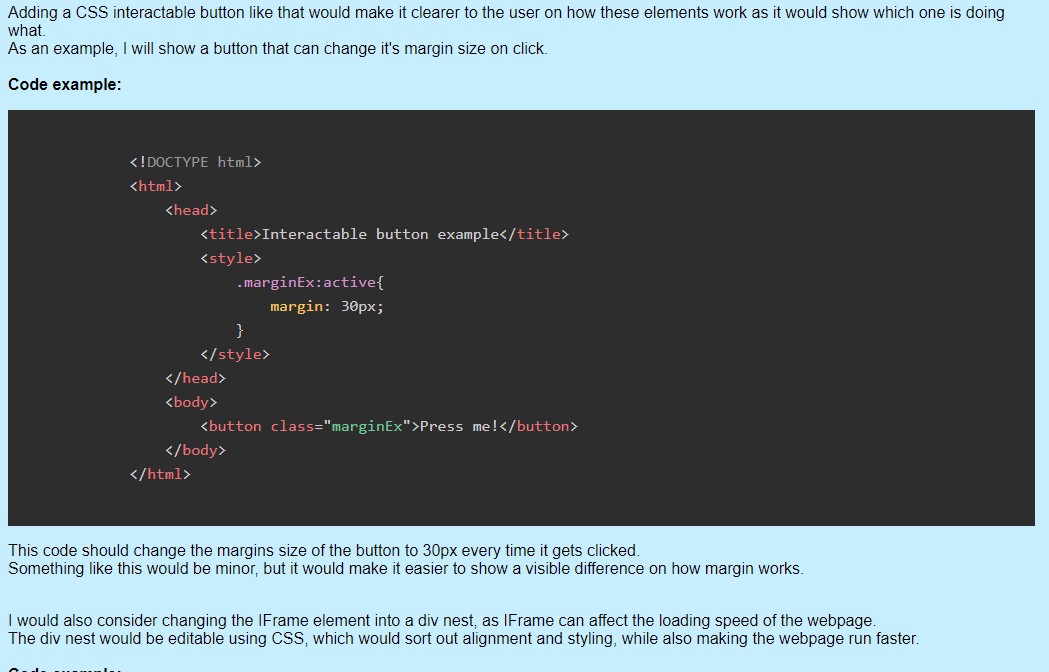 Adding a CSS interactable button like that would make it clearer to the user on how these elements work as it would show which one is doing
what.
As an example, I will show a button that can change it's margin size on click.
Code example:
<!DOCTYPE html>
<html>
<head>
<title>Interactable button example</title>
<style>
.marginEx:active{
margin: 30px;
}
</style>
</head>
<body>
<button class="marginEx">Press me!</button>
</body>
</html>
This code should change the margins size of the button to 30px every time it gets clicked.
Something like this would be minor, but it would make it easier to show a visible difference on how margin works.
I would also consider changing the IFrame element into a div nest, as IFrame can affect the loading speed of the webpage.
The div nest would be editable using CSS, which would sort out alignment and styling, while also making the webpage run faster.
Code example: